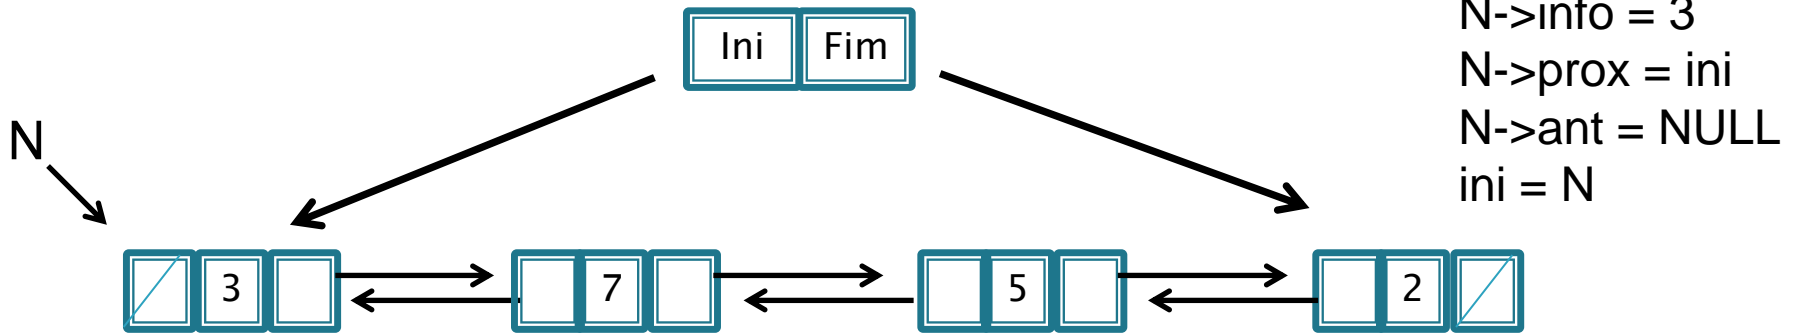 Ini Fim
N->info = 3
N->prox = ini
N->ant = NULL
ini = N
N
3 7 5 2